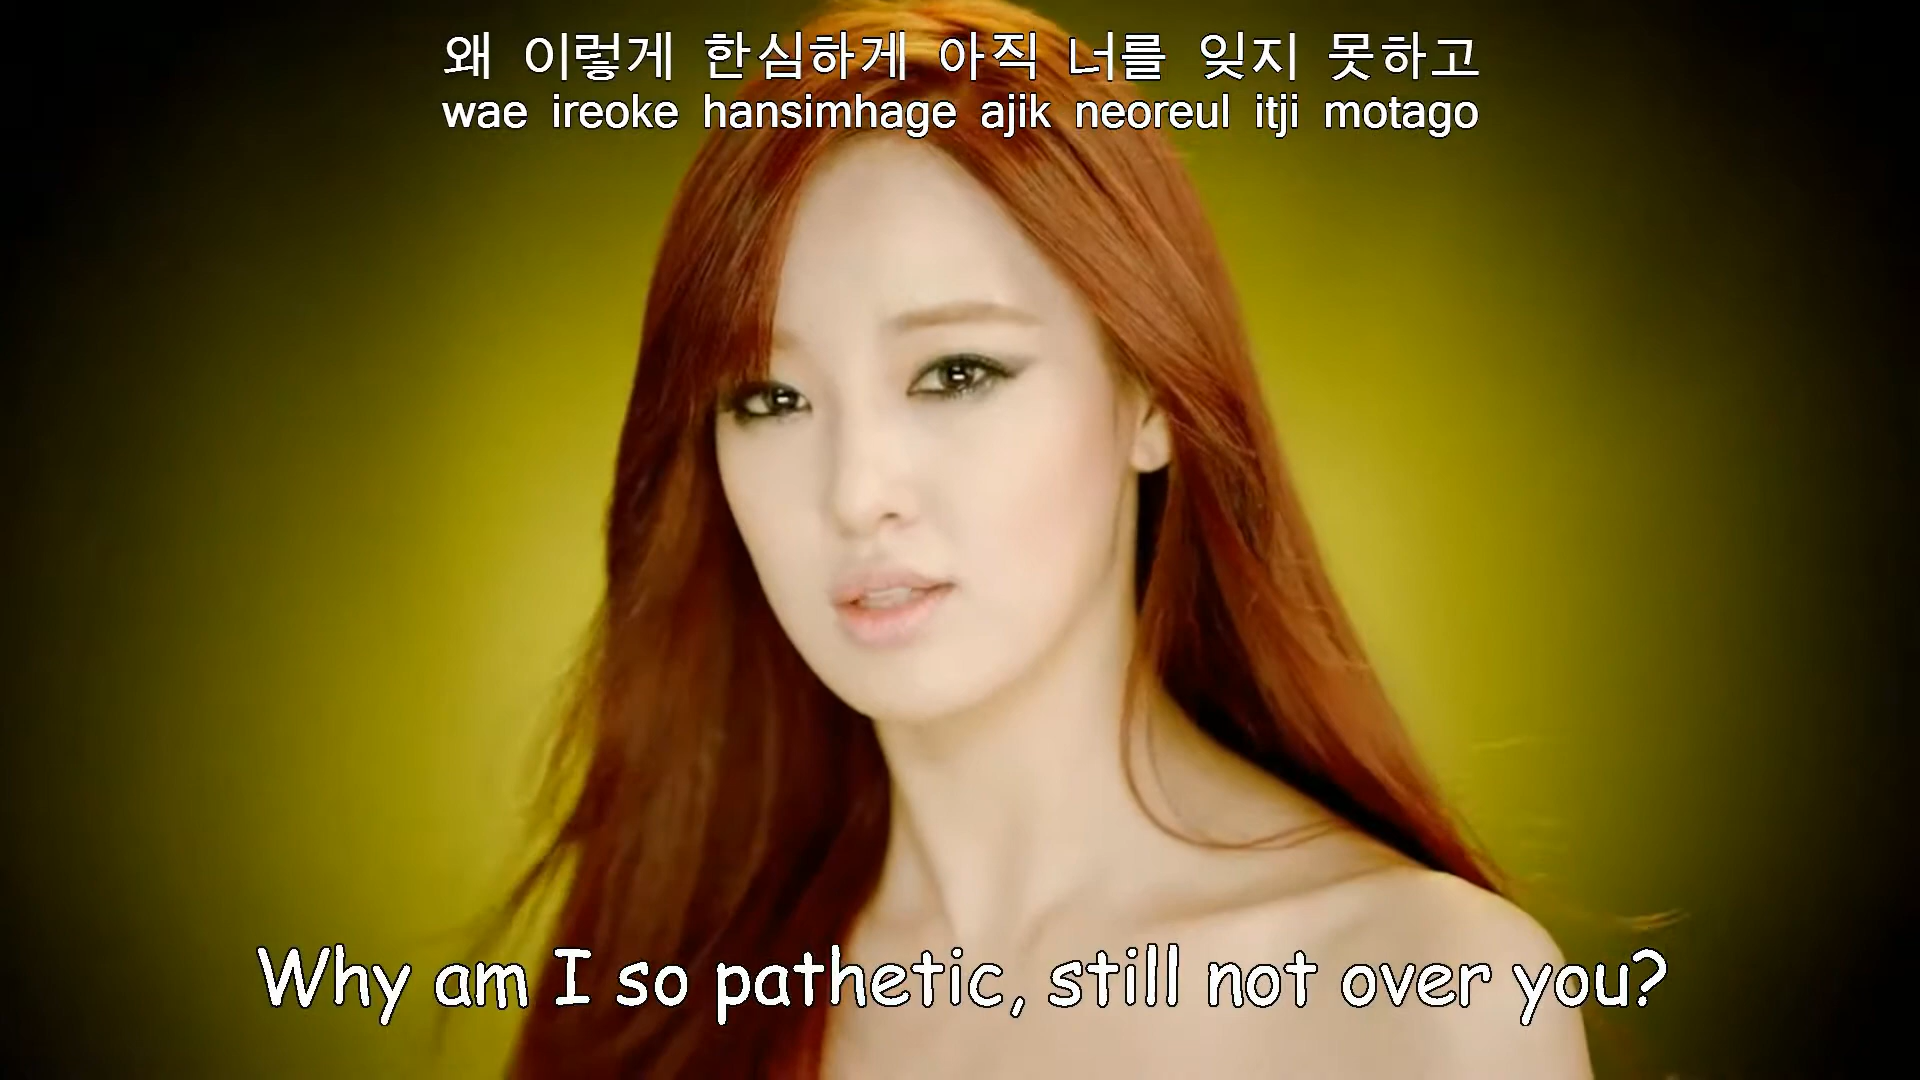 왜 이렇게 한심하게 아직 너를 잊지 못하고
wae ireoke hansimhage ajik neoreul itji motago
Why am I so pathetic, still not over you?